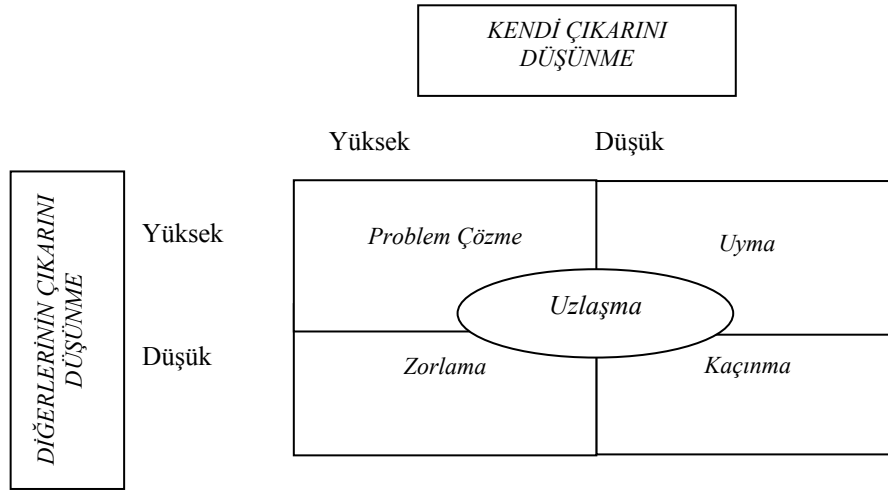 KENDİ ÇIKARINI
DÜŞÜNME
Yüksek
Düşük
DİĞERLERİNİN ÇIKARINI
DÜŞÜNME
Yüksek
Problem Çözme
Uyma
Uzlaşma
Düşük
Zorlama
Kaçınma